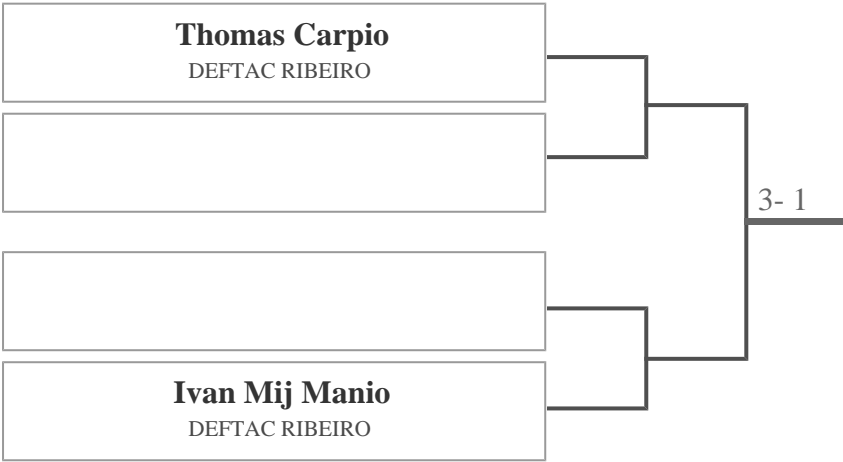 Thomas Carpio
DEFTAC RIBEIRO
3- 1
Ivan Mij Manio
DEFTAC RIBEIRO